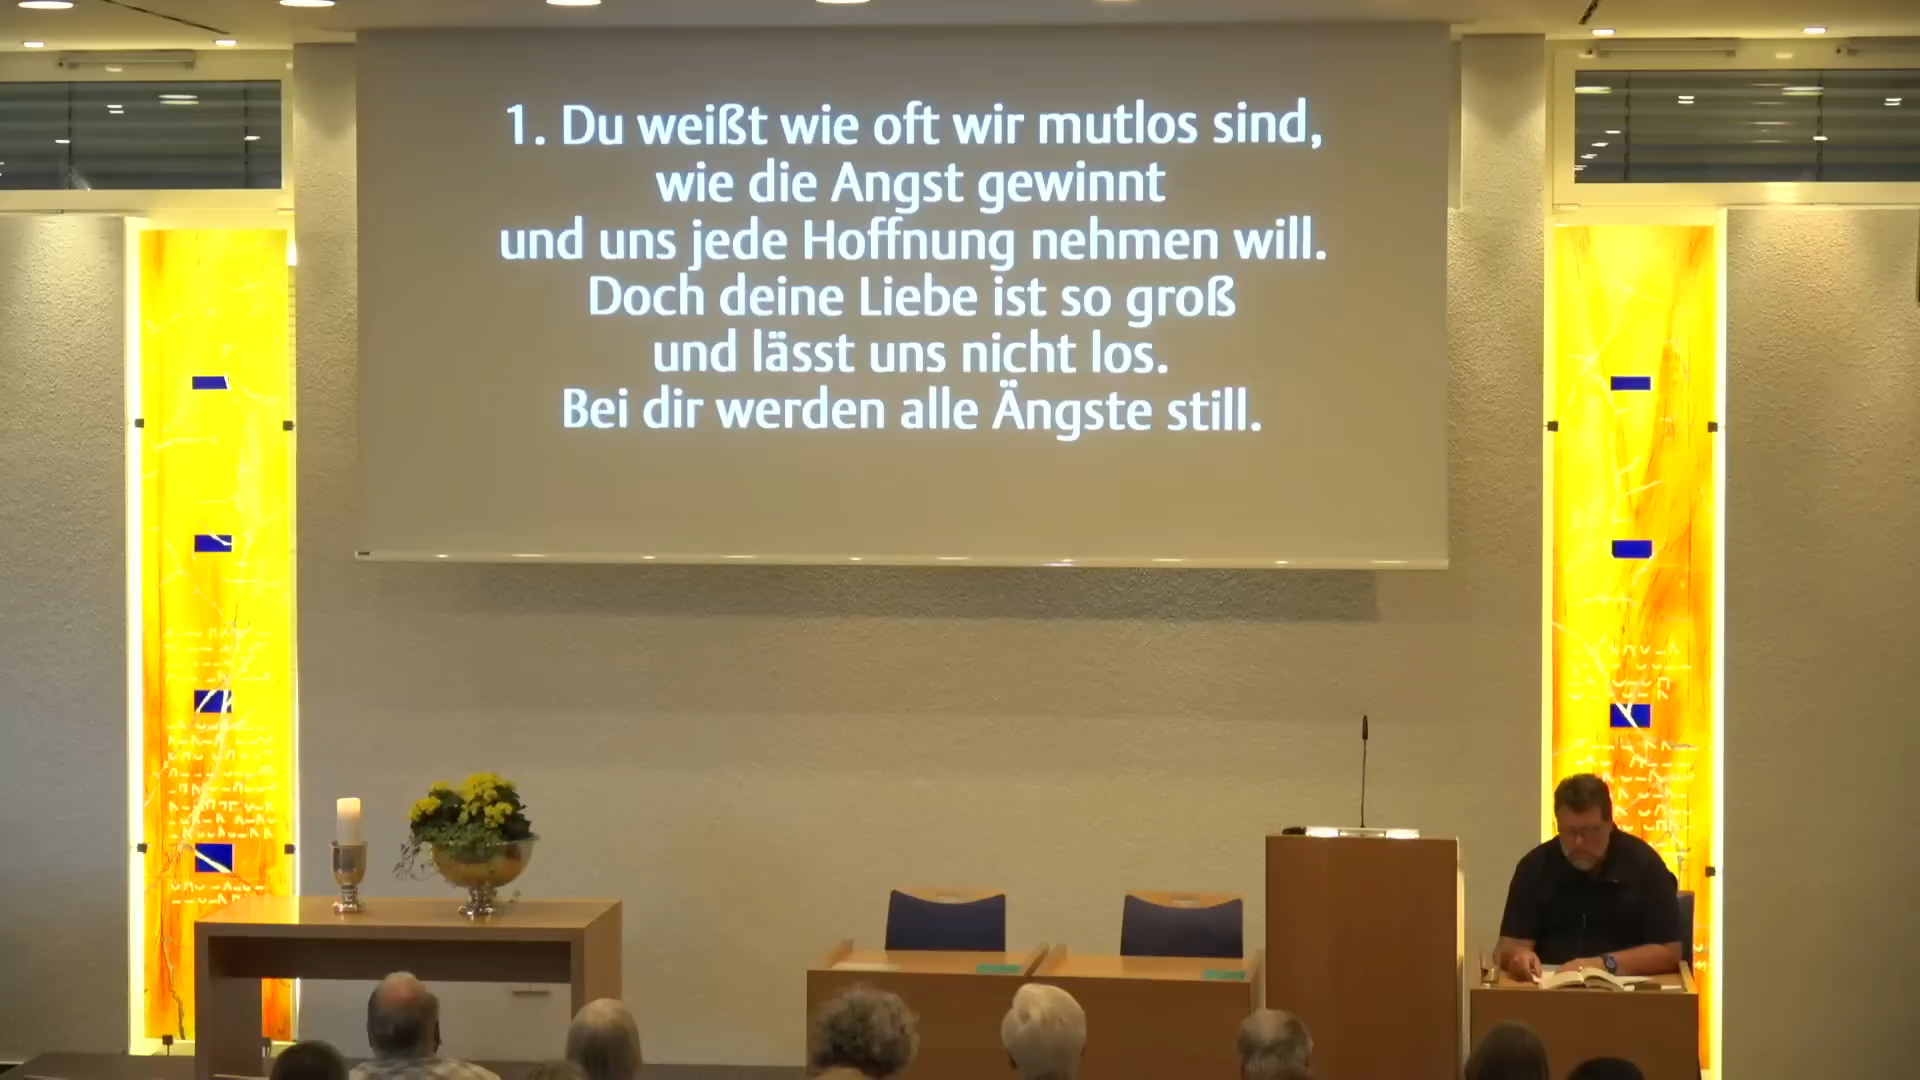 1. Du weißt wie oft wir mutlos sind,
wie die Angst gewinnt
und uns jede Hoffnung nehmen will.
Doch deine Liebe ist so groß
und lässt uns nicht los.
Bei dir werden alle Ängste still.